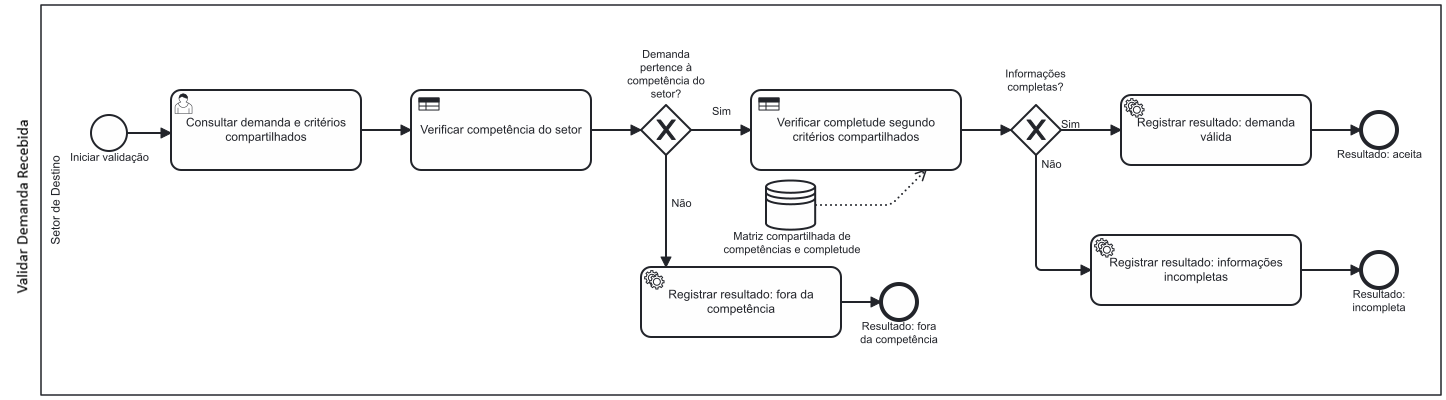 Validar Demanda Recebida
Setor de Destino
Iniciar validação
Consultar demanda e critérios
compartilhados
Verificar competência do setor
Demanda
pertence à
competência do
setor?
Sim
Não
Verificar completude segundo
critérios compartilhados
Matriz compartilhada de
competências e completude
Registrar resultado: fora da
competência
Resultado: fora
da competência
Informações
completas?
Sim
Não
Registrar resultado: demanda
válida
Resultado: aceita
Registrar resultado: informações
incompletas
Resultado:
incompleta